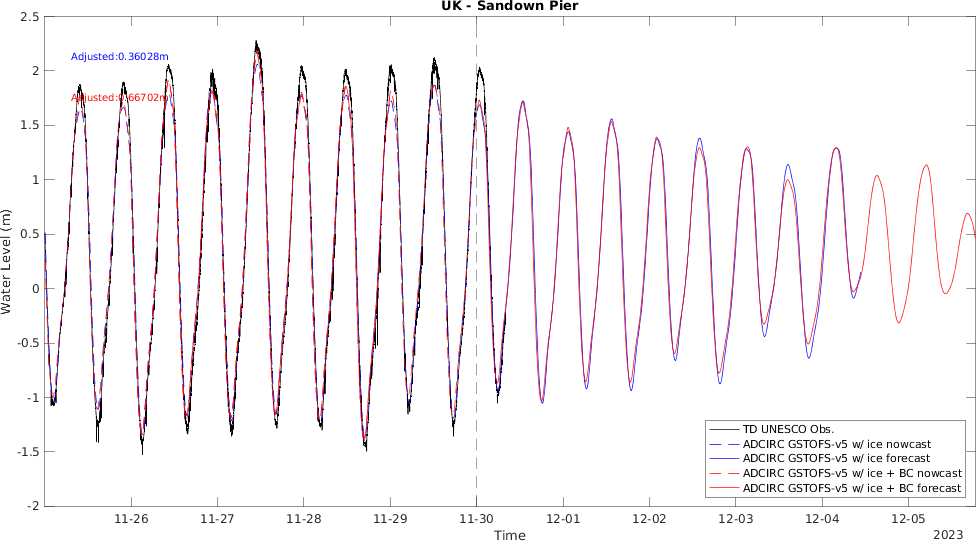 UK - Sandown Pier
2.5
2
1.5
1
0.5
0
-0.5
-1
-1.5
-2
Water Level (m)
Adjusted:0.36028m
Adjusted:0.66702m
TD UNESCO Obs.
ADCIRC GSTOFS-v5 w/ ice nowcast
ADCIRC GSTOFS-v5 w/ ice forecast
ADCIRC GSTOFS-v5 w/ ice + BC nowcast
ADCIRC GSTOFS-v5 w/ ice + BC forecast
11-26 11-27 11-28 11-29 11-30 12-01 12-02 12-03 12-04 12-05
Time
2023